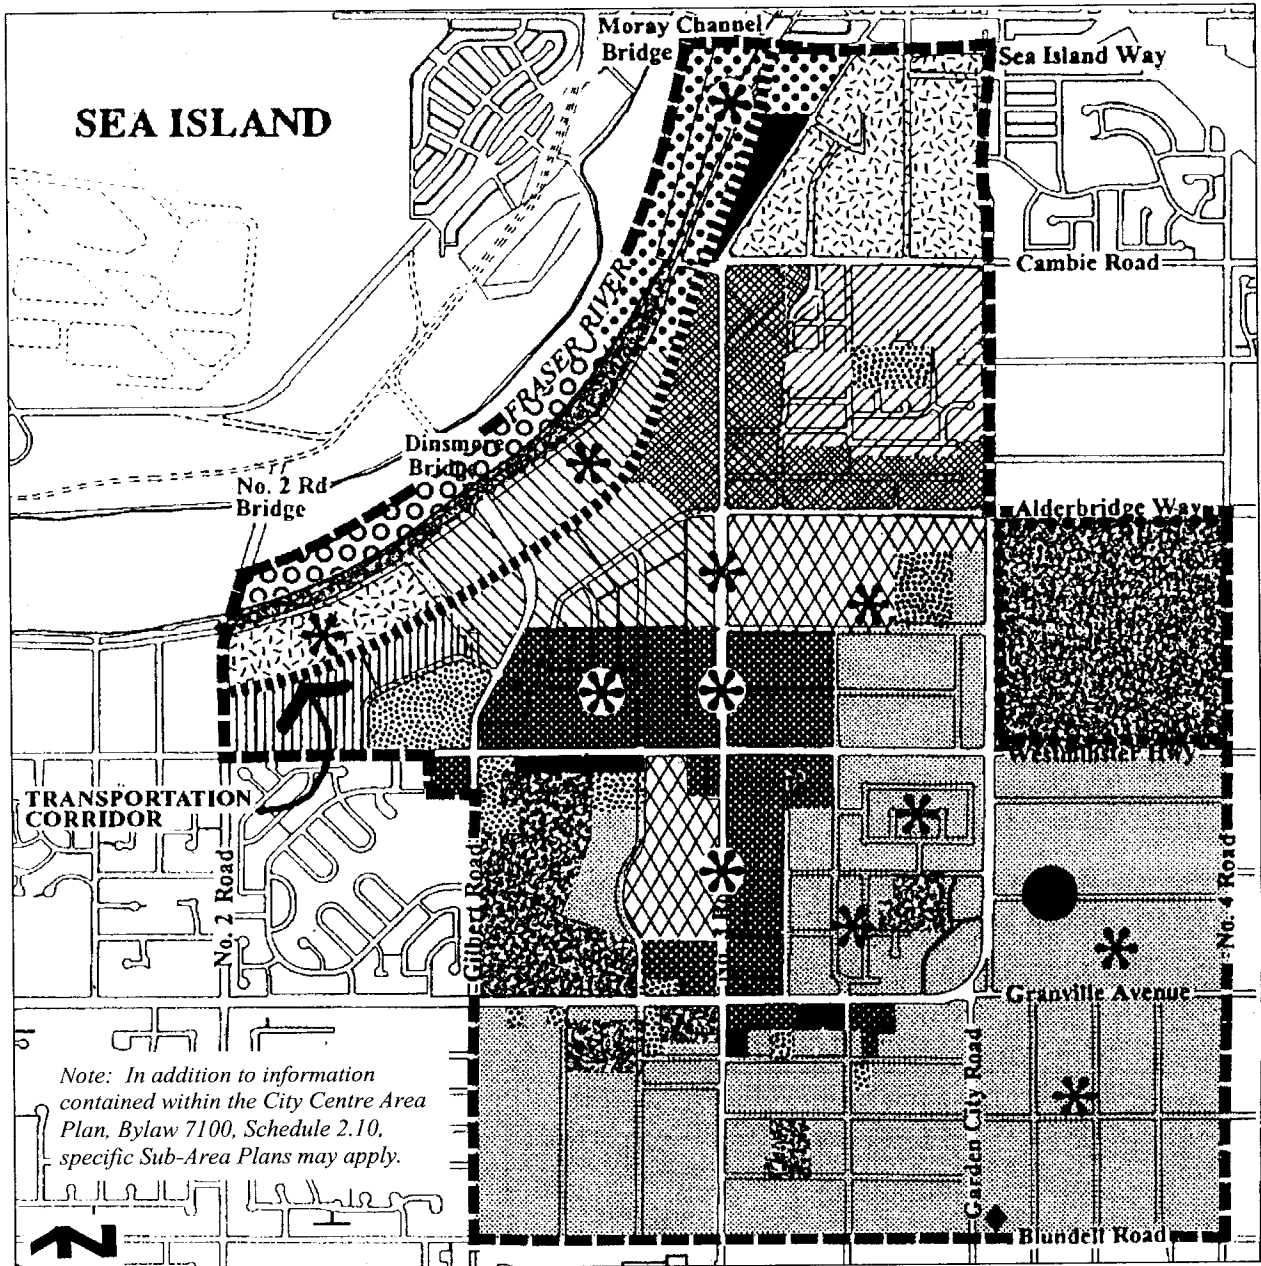 Moray Channel
Bridge
Sea Island Way
SEA ISLAND
Cambie Road
FRASER RIVER
Dinsmore
Bridge
No. 2 Rd
Bridge
Alderbridge Way
Westminster Hwy
TRANSPORTATION
CORRIDOR
No. 2 Road
Gilbert Road
No. 3 Ro
No. 4 Road
Granville Avenue
Garden City Road
Note: In addition to information
contained within the City Centre Area
Plan, Bylaw 7100, Schedule 2.10,
specific Sub-Area Plans may apply.
Blundell Road
N